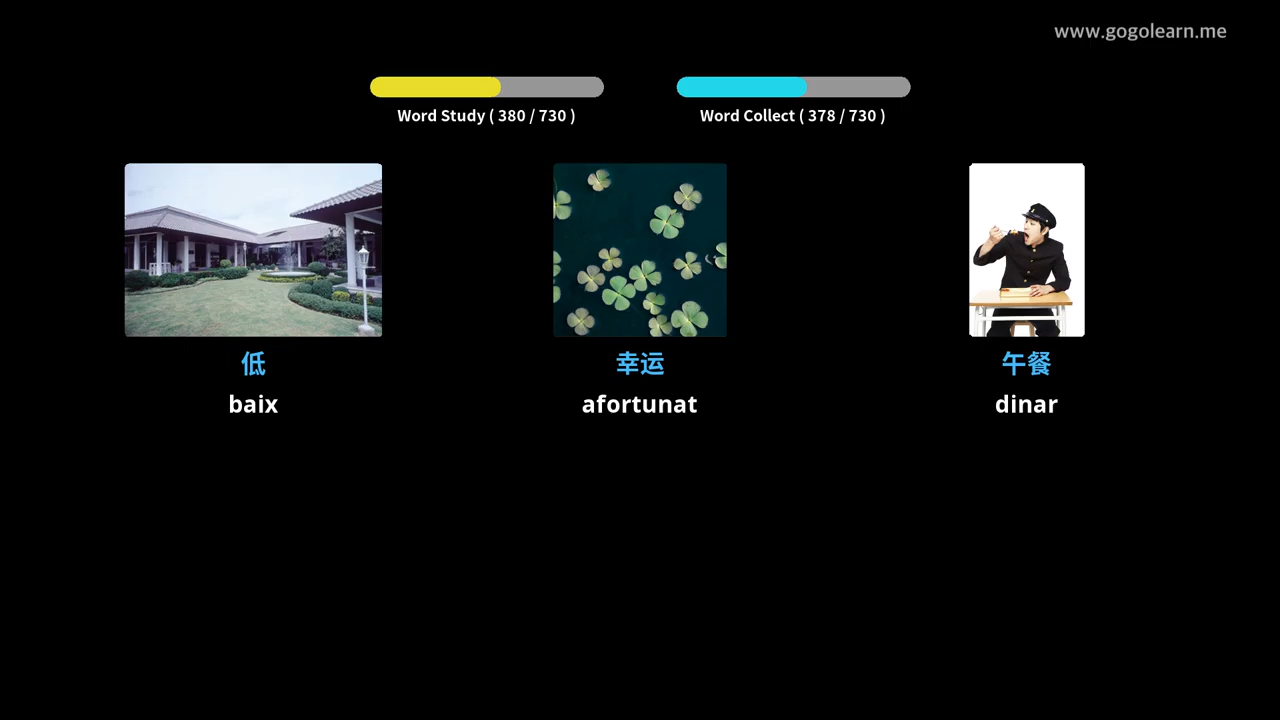 www.gogolearn.me
Word Study ( 380 / 730 )
Word Collect ( 378 / 730 )
低
幸运
午餐
baix
afortunat
dinar